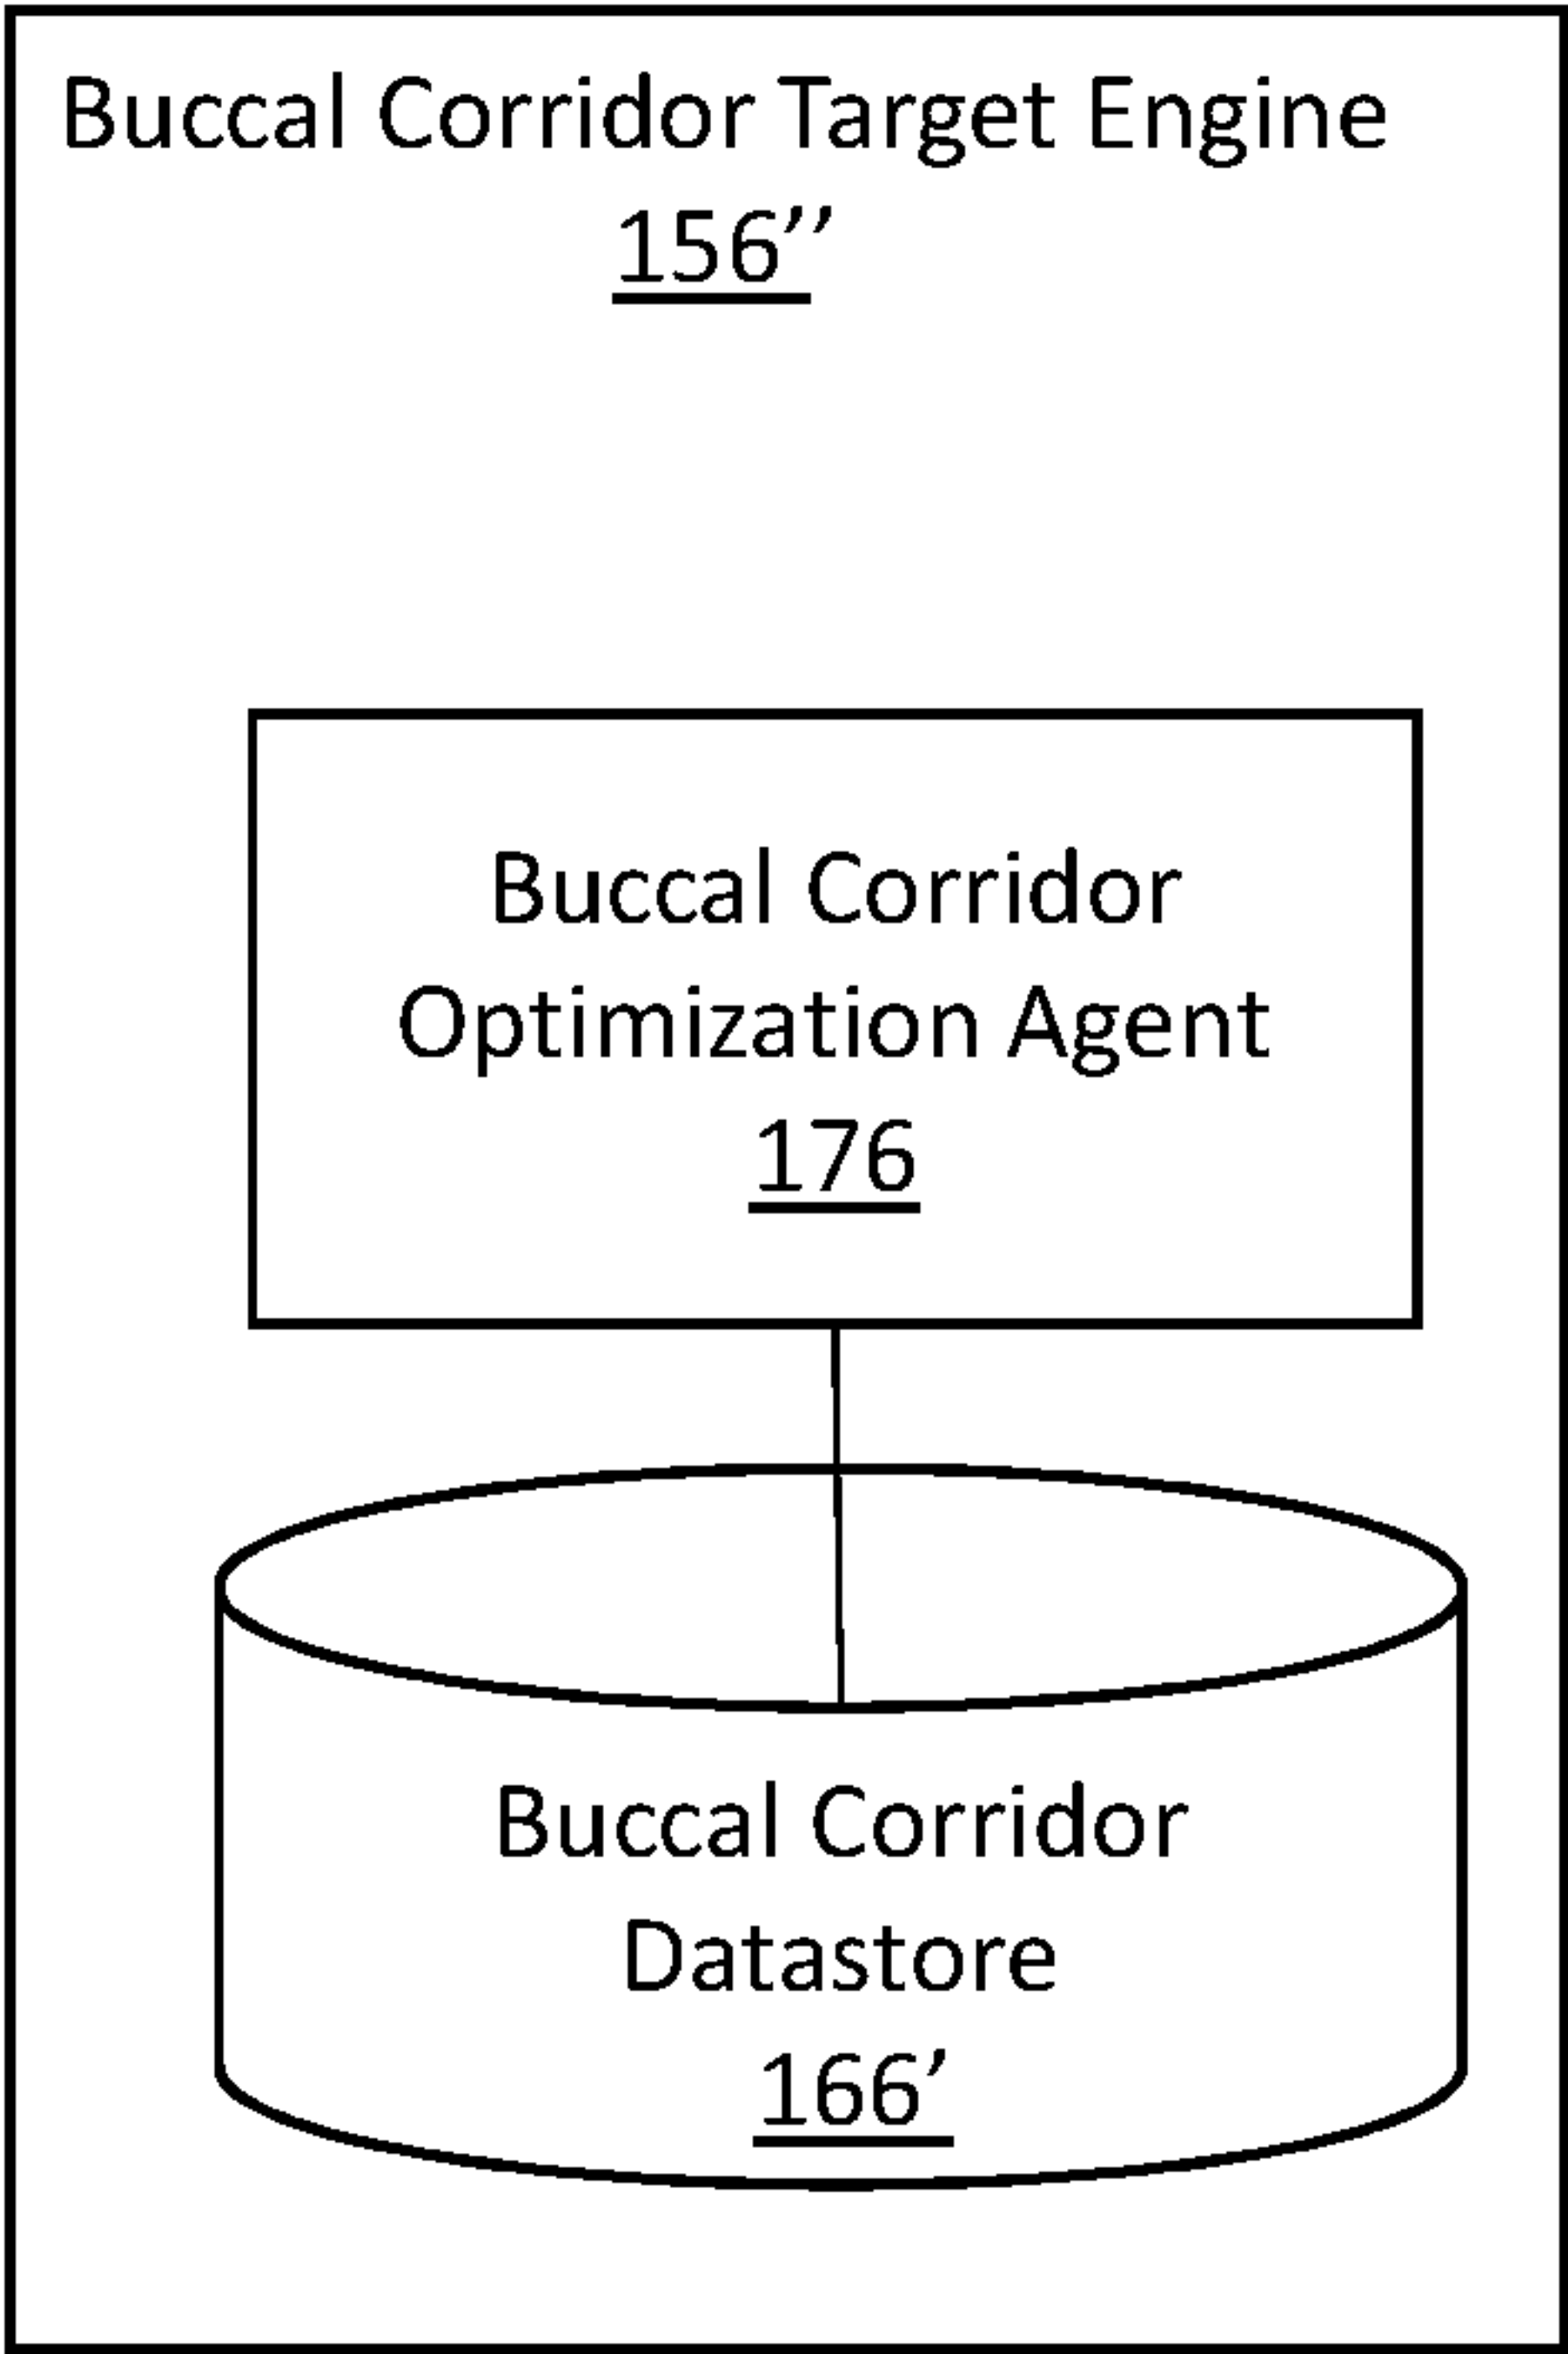 Buccal Corridor Target Engine
156’’
Buccal Corridor
Optimization Agent
176
Buccal Corridor
Datastore
166’